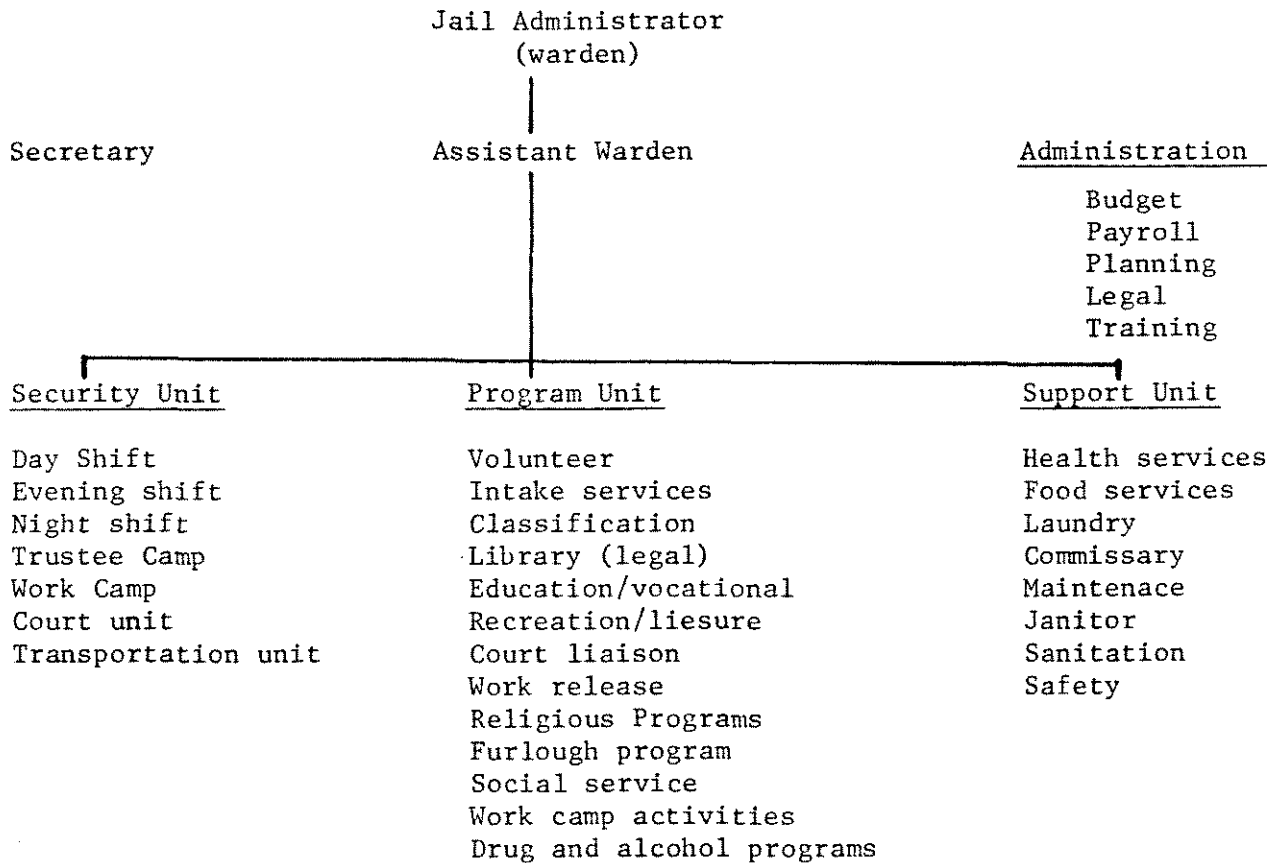 Jail Administrator
(warden)
Secretary
Assistant Warden
Administration
Budget
Payroll
Planning
Legal
Training
Security Unit
Day Shift
Evening shift
Night shift
Trustee Camp
Work Camp
Court unit
Transportation unit
Program Unit
Volunteer
Intake services
Classification
Library (legal)
Education/vocational
Recreation/liesure
Court liaison
Work release
Religious Programs
Furlough program
Social service
Work camp activities
Drug and alcohol programs
Support Unit
Health services
Food services
Laundry
Commissary
Maintenace
Janitor
Sanitation
Safety